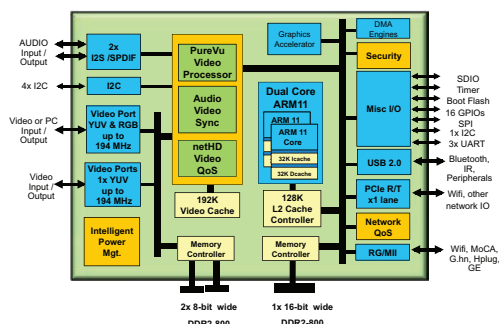 AUDIO
Input /
Output
4x I2C
Video or PC
Input /
Output
Video
Input /
Output
2x
I2S /SPDIF
I2C
Video Port
YUV & RGB
up to
194 MHz
Video Ports
1x YUV
up to
194 MHz
Intelligent
Power
Mgt.
PureVu
Video
Processor
Audio
Video
Sync
netHD
Video
QoS
192K
Video Cache
Memory
Controller
Graphics
Accelerator
Dual Core
ARM11
ARM 11
ARM 11
Core
32K Icache
32K Dcache
128K
L2 Cache
Controller
Memory
Controller
DMA
Engines
Security
Misc I/O
USB 2.0
PCIe R/T
x1 lane
Network
QoS
RG/MII
SDIO
Timer
Boot Flash
16 GPIOs
SPI
1x I2C
3x UART
Bluetooth,
IR,
Peripherals
Wifi, other
network IO
Wifi, MoCA,
G.hn, Hplug,
GE
2x 8-bit wide
DDR2-800
1x 16-bit wide
DDR2-800